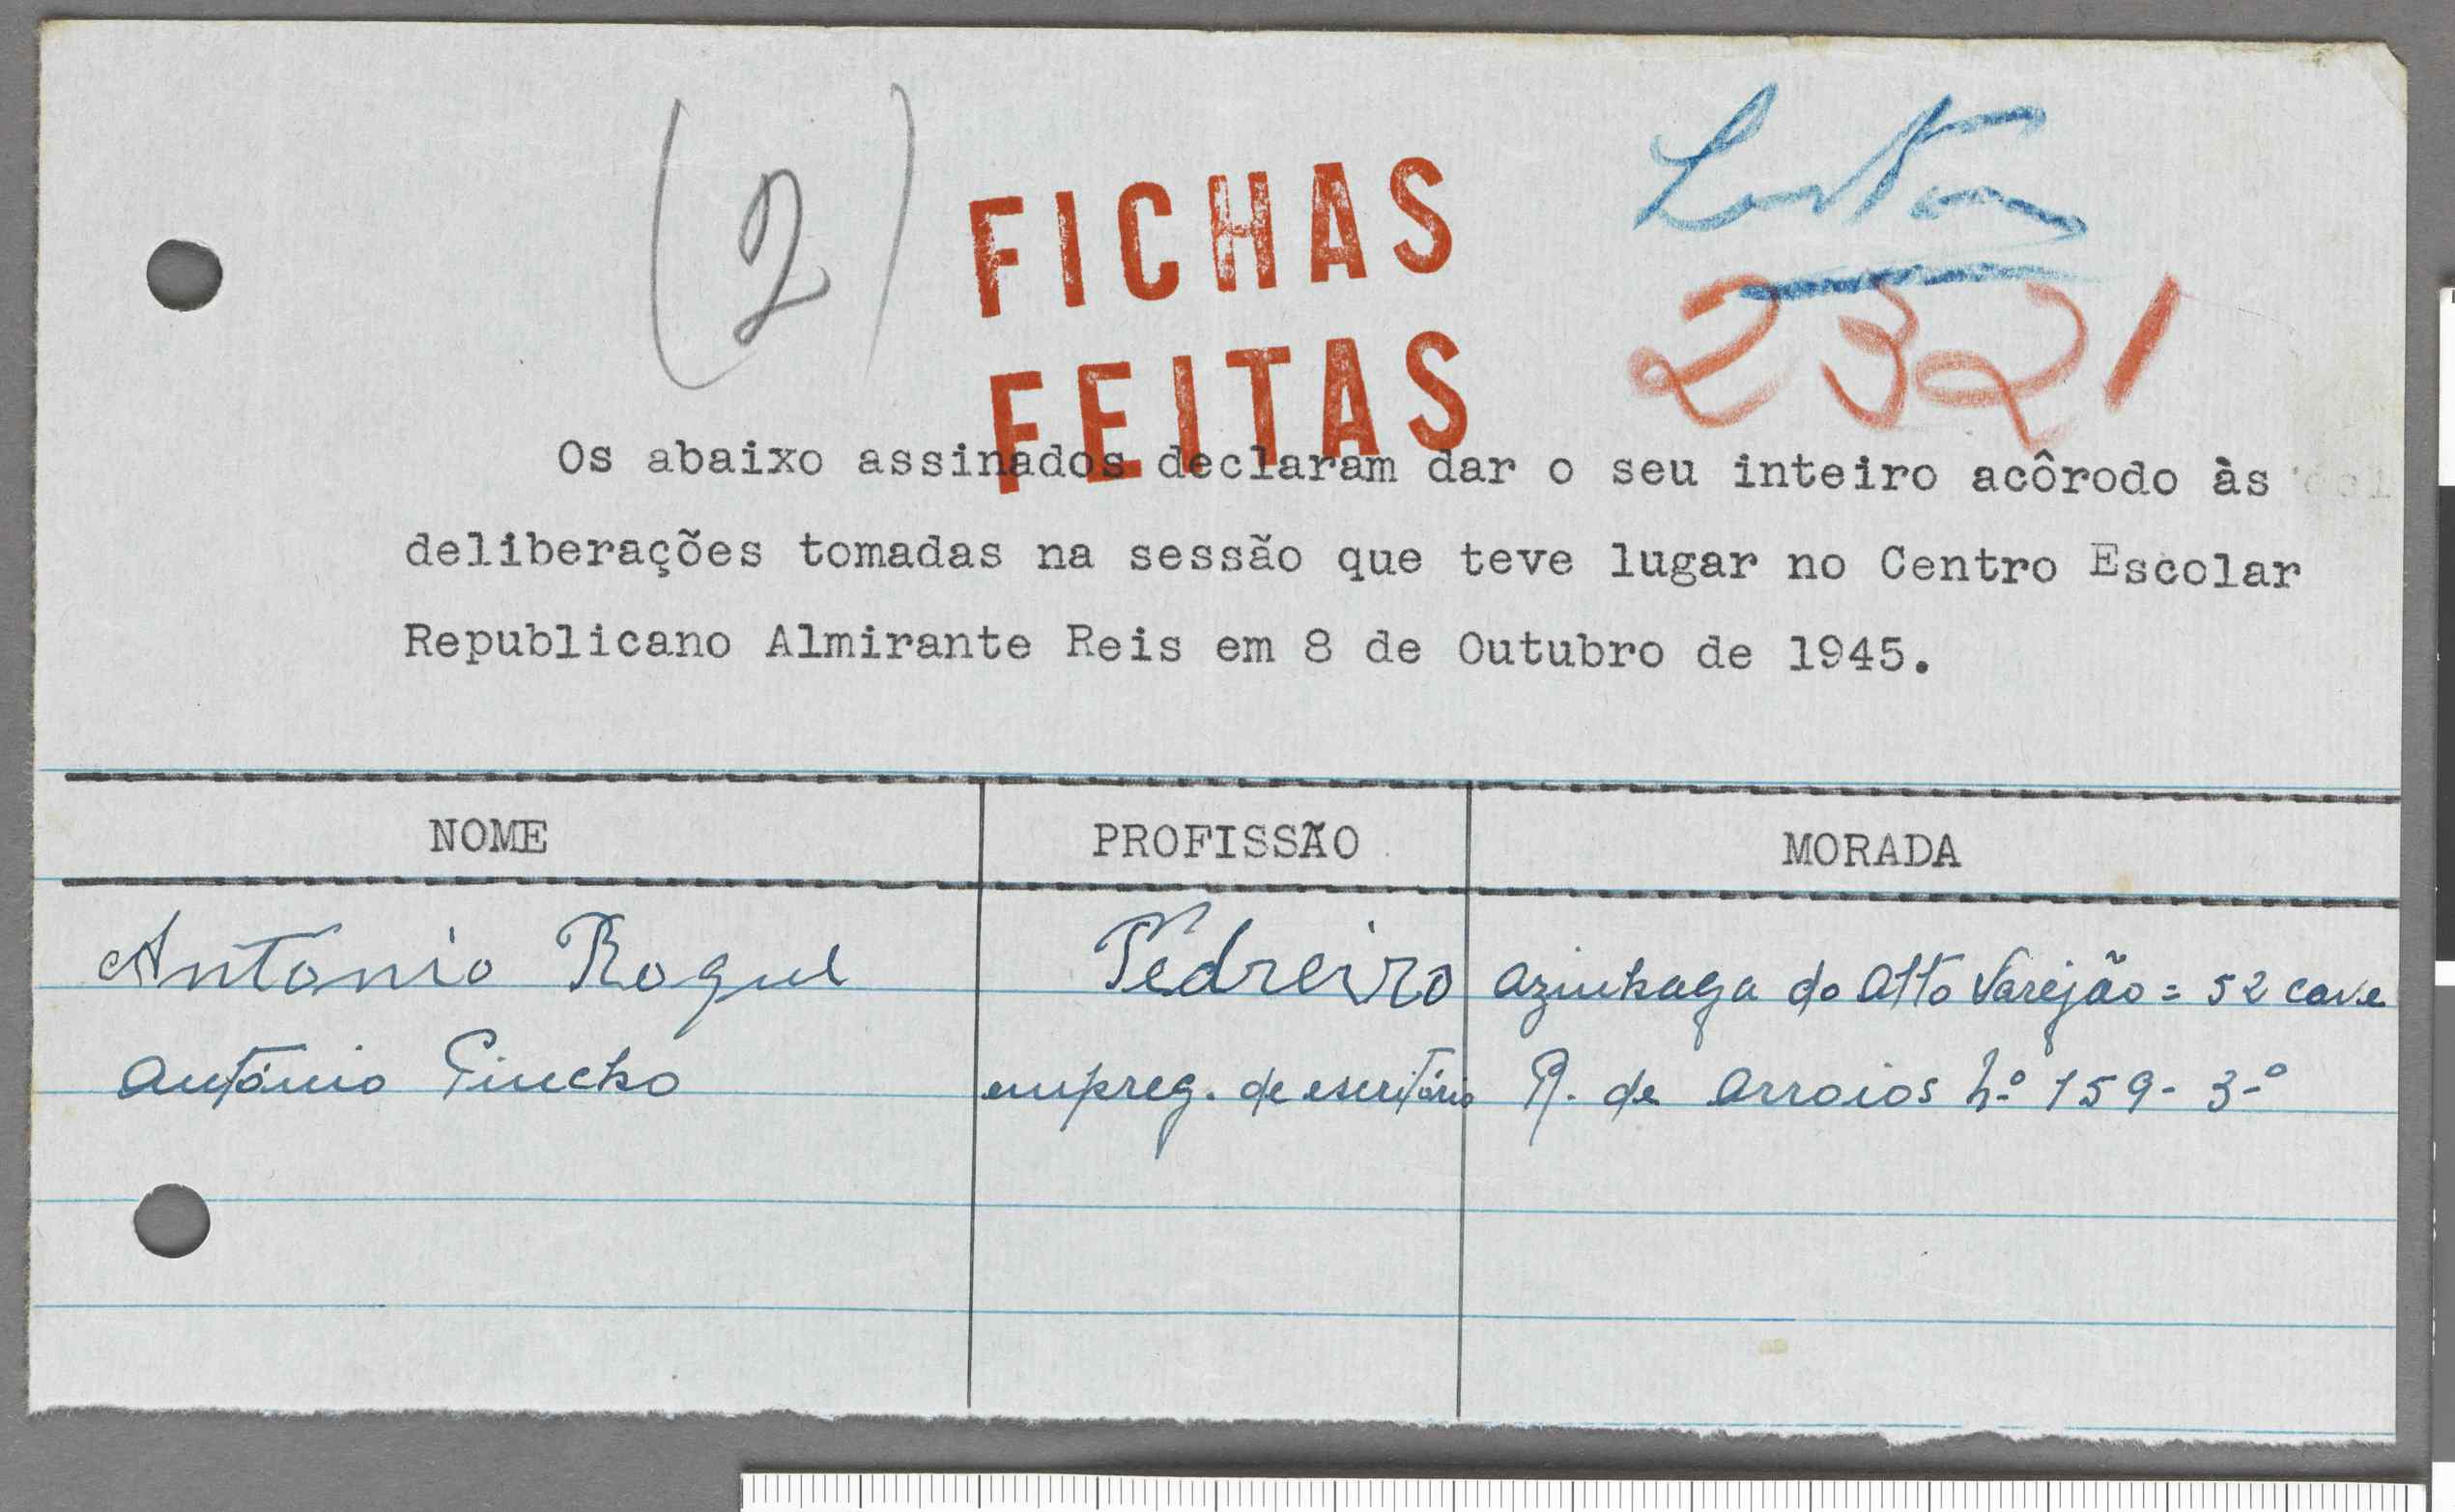 (2)
FICHAS
FEITAS
2321
Os abaixo assinados declaram dar o seu inteiro acôrodo às
deliberações tomadas na sessão que teve lugar no Centro Escolar
Republicano Almirante Reis em 8 de Outubro de 1945.
NOME PROFISSÃO MORADA
Antonio Roque Pedreiro Azinhaga do Alto Varejão = 52 cave
António empreg. de escritório R. de Arroios nº 159 - 3-º